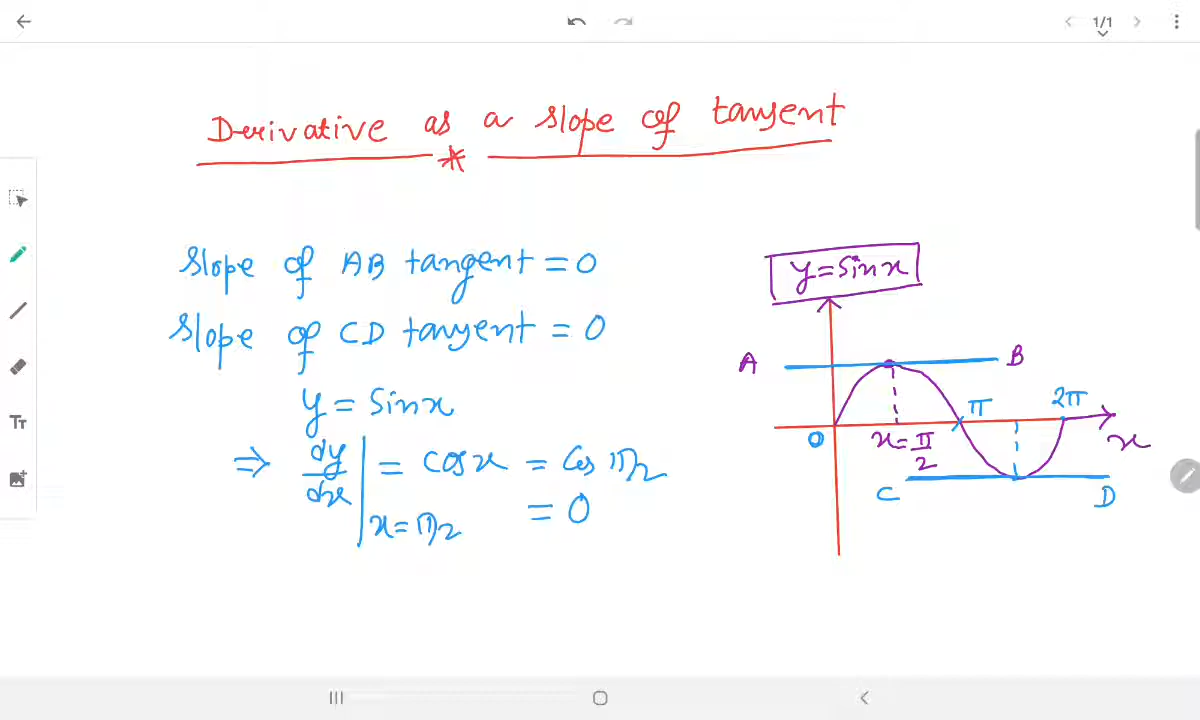 1/1
Derivative as a slope of tangent
*
Slope of AB tangent = 0
Slope of CD tangent = 0
y = Sinx
⇒ dy/dx | x = π/2 = cosx = Cos π/2
= 0
y = Sinx
A
B
π
2π
O
x = π/2
x
C
D
Tт